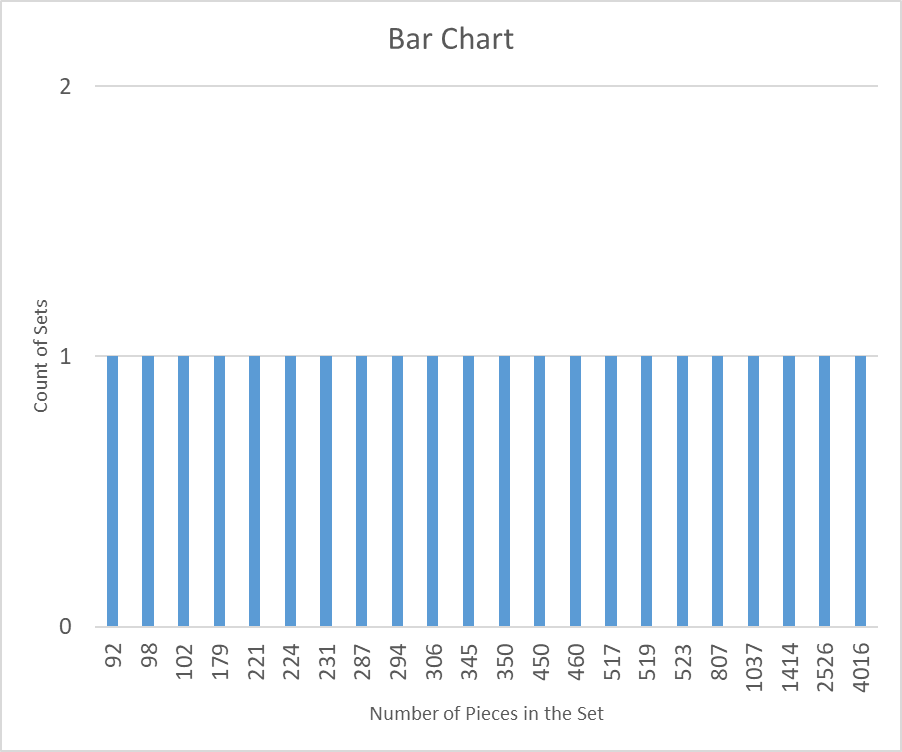 Bar Chart
2
1
0
Count of Sets
92 98 102 179 221 224 231 287 294 306 345 350 450 460 517 519 523 807 1037 1414 2526 4016
Number of Pieces in the Set